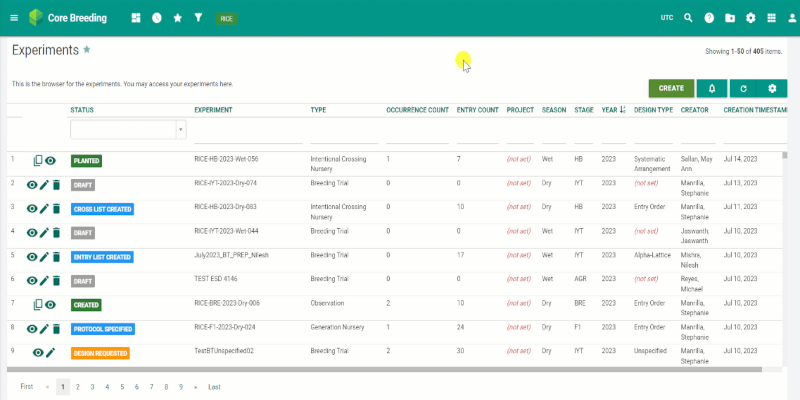 Core Breeding RICE UTC
Experiments
Showing 1-50 of 405 items.
This is the browser for the experiments. You may access your experiments here.
CREATE
STATUS EXPERIMENT TYPE OCCURRENCE COUNT ENTRY COUNT PROJECT SEASON STAGE YEAR DESIGN TYPE CREATOR CREATION TIMESTAMP
1 PLANTED RICE-HB-2023-Wet-056 Intentional Crossing Nursery 1 7 (not set) Wet HB 2023 Systematic Arrangement Sallan, May Ann Jul 14, 2023
2 DRAFT RICE-IYT-2023-Dry-074 Breeding Trial 0 0 (not set) Dry IYT 2023 (not set) Manrilla, Stephanie Jul 13, 2023
3 CROSS LIST CREATED RICE-HB-2023-Dry-083 Intentional Crossing Nursery 0 10 (not set) Dry HB 2023 Entry Order Manrilla, Stephanie Jul 11, 2023
4 DRAFT RICE-IYT-2023-Wet-044 Breeding Trial 0 0 (not set) Wet IYT 2023 (not set) Jaswanth, Jaswanth Jul 10, 2023
5 ENTRY LIST CREATED July2023_BT_PREP_Nilesh Breeding Trial 0 17 (not set) Wet IYT 2023 Alpha-Lattice Mishra, Nilesh Jul 10, 2023
6 DRAFT TEST ESD 4146 Breeding Trial 0 0 (not set) Dry AGR 2023 (not set) Reyes, Michael Jul 10, 2023
7 CREATED RICE-BRE-2023-Dry-006 Observation 2 10 (not set) Dry BRE 2023 Entry Order Manrilla, Stephanie Jul 10, 2023
8 PROTOCOL SPECIFIED RICE-F1-2023-Dry-024 Generation Nursery 1 24 (not set) Dry F1 2023 Entry Order Manrilla, Stephanie Jul 10, 2023
9 DESIGN REQUESTED TestBTUnspecified02 Breeding Trial 2 30 (not set) Dry IYT 2023 Unspecified Manrilla, Stephanie Jul 10, 2023
First « 1 2 3 4 5 6 7 8 9 » Last